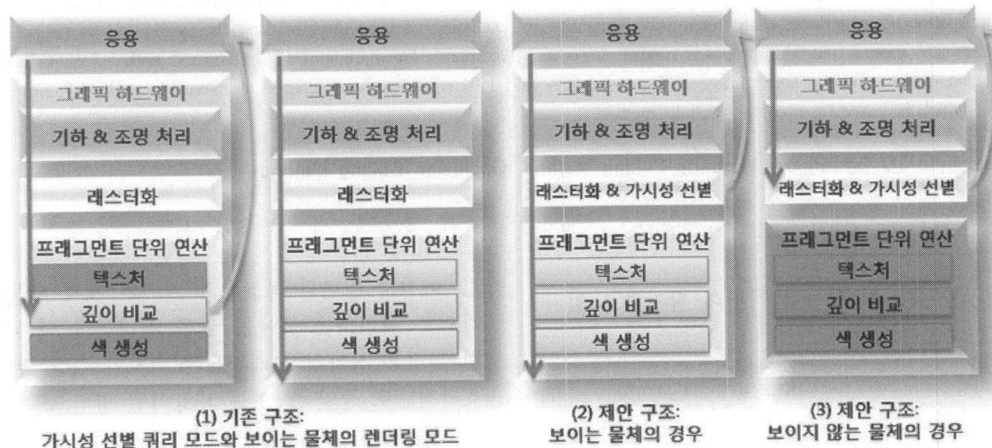 응용
그래픽 하드웨이
기하 & 조명 처리
래스터화
프래그먼트 단위 연산
텍스처
깊이 비교
색 생성
응용
그래픽 하드웨이
기하 & 조명 처리
래스터화
프래그먼트 단위 연산
텍스처
깊이 비교
색 생성
(1) 기존 구조:
가시성 선별 쿼리 모드와 보이는 물체의 렌더링 모드
응용
그래픽 하드웨이
기하 & 조명 처리
래스터화 & 가시성 선별
프래그먼트 단위 연산
텍스처
깊이 비교
색 생성
(2) 제안 구조:
보이는 물체의 경우
응용
그래픽 하드웨이
기하 & 조명 처리
래스터화 & 가시성 선별
프래그먼트 단위 연산
텍스처
깊이 비교
색 생성
(3) 제안 구조:
보이지 않는 물체의 경우